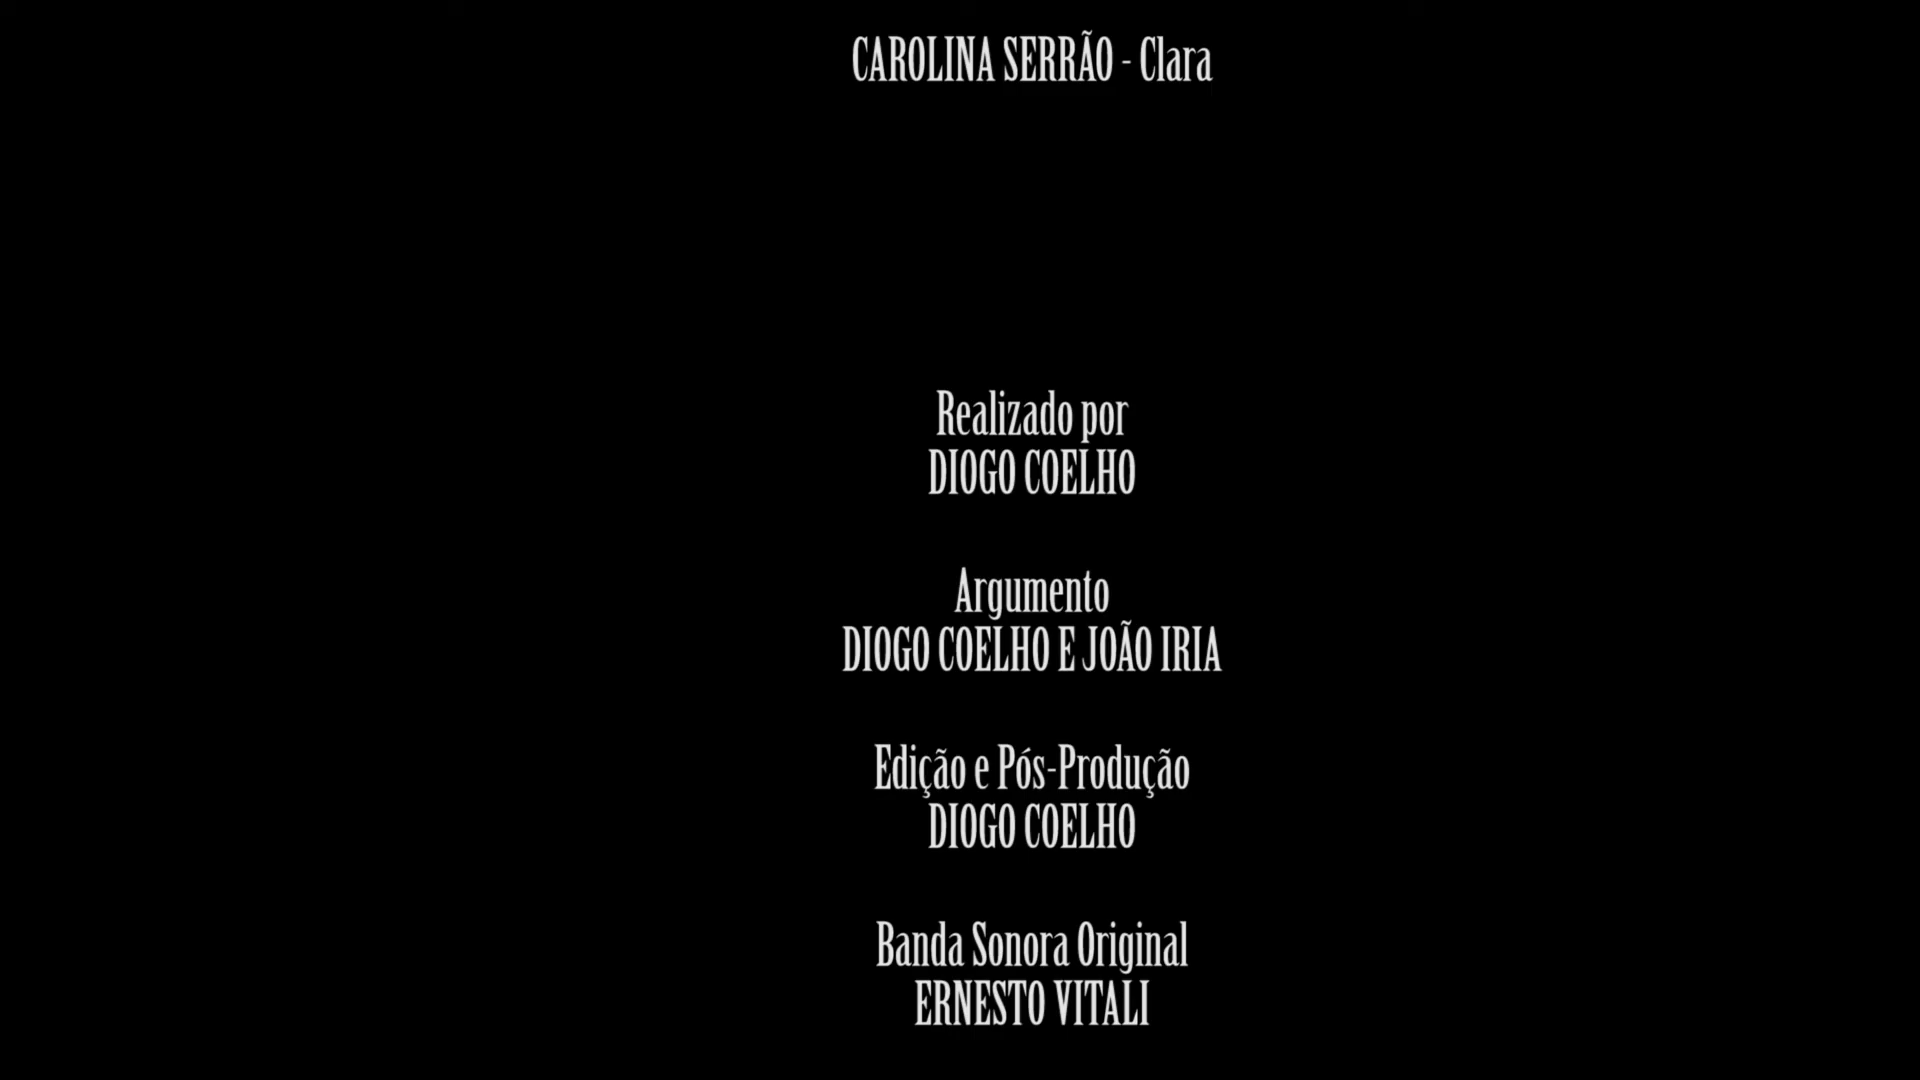 CAROLINA SERRÃO - Clara
Realizado por
DIOGO COELHO
Argumento
DIOGO COELHO E JOÃO IRIA
Edição e Pós-Produção
DIOGO COELHO
Banda Sonora Original
ERNESTO VITALI